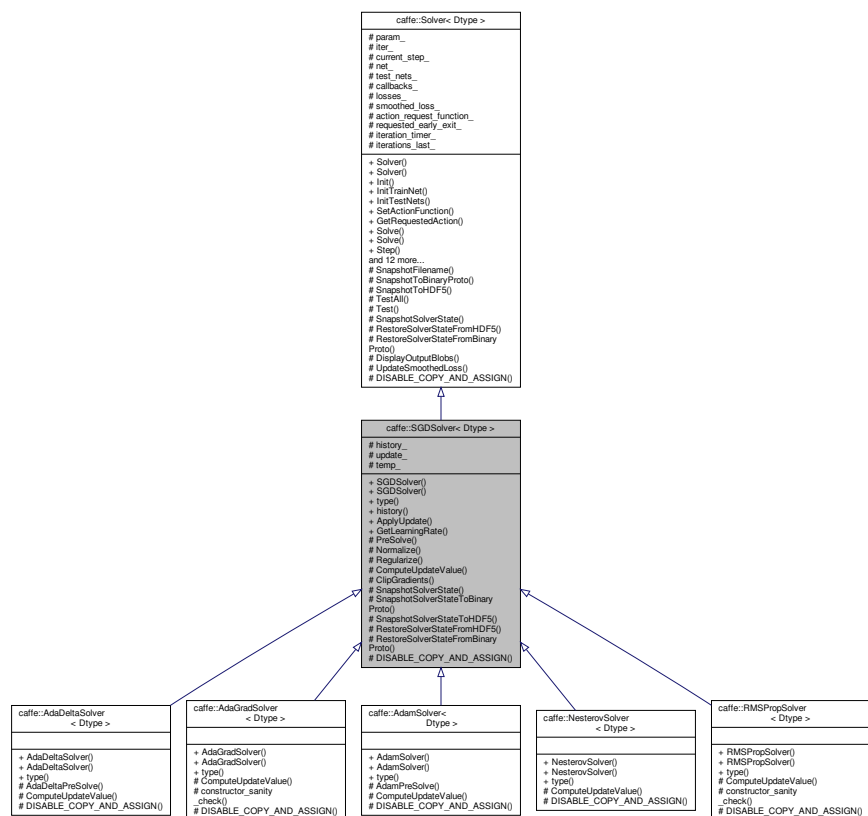 caffe::Solver< Dtype >
# param_
# iter_
# current_step_
# net_
# test_nets_
# callbacks_
# losses_
# smoothed_loss_
# action_request_function_
# requested_early_exit_
# iteration_timer_
# iterations_last_
+ Solver()
+ Solver()
+ Init()
+ InitTrainNet()
+ InitTestNets()
+ SetActionFunction()
+ GetRequestedAction()
+ Solve()
+ Solve()
+ Step()
and 12 more...
# SnapshotFilename()
# SnapshotToBinaryProto()
# SnapshotToHDF5()
# TestAll()
# Test()
# SnapshotSolverState()
# RestoreSolverStateFromHDF5()
# RestoreSolverStateFromBinary
Proto()
# DisplayOutputBlobs()
# UpdateSmoothedLoss()
# DISABLE_COPY_AND_ASSIGN()
caffe::SGDSolver< Dtype >
# history_
# update_
# temp_
+ SGDSolver()
+ SGDSolver()
+ type()
+ history()
+ ApplyUpdate()
+ GetLearningRate()
# PreSolve()
# Normalize()
# Regularize()
# ComputeUpdateValue()
# ClipGradients()
# SnapshotSolverState()
# SnapshotSolverStateToBinary
Proto()
# SnapshotSolverStateToHDF5()
# RestoreSolverStateFromHDF5()
# RestoreSolverStateFromBinary
Proto()
# DISABLE_COPY_AND_ASSIGN()
caffe::AdaDeltaSolver
< Dtype >
+ AdaDeltaSolver()
+ AdaDeltaSolver()
+ type()
# AdaDeltaPreSolve()
# ComputeUpdateValue()
# DISABLE_COPY_AND_ASSIGN()
caffe::AdaGradSolver
< Dtype >
+ AdaGradSolver()
+ AdaGradSolver()
+ type()
# ComputeUpdateValue()
# constructor_sanity
_check()
# DISABLE_COPY_AND_ASSIGN()
caffe::AdamSolver<
Dtype >
+ AdamSolver()
+ AdamSolver()
+ type()
# AdamPreSolve()
# ComputeUpdateValue()
# DISABLE_COPY_AND_ASSIGN()
caffe::NesterovSolver
< Dtype >
+ NesterovSolver()
+ NesterovSolver()
+ type()
# ComputeUpdateValue()
# DISABLE_COPY_AND_ASSIGN()
caffe::RMSPropSolver
< Dtype >
+ RMSPropSolver()
+ RMSPropSolver()
+ type()
# ComputeUpdateValue()
# constructor_sanity
_check()
# DISABLE_COPY_AND_ASSIGN()